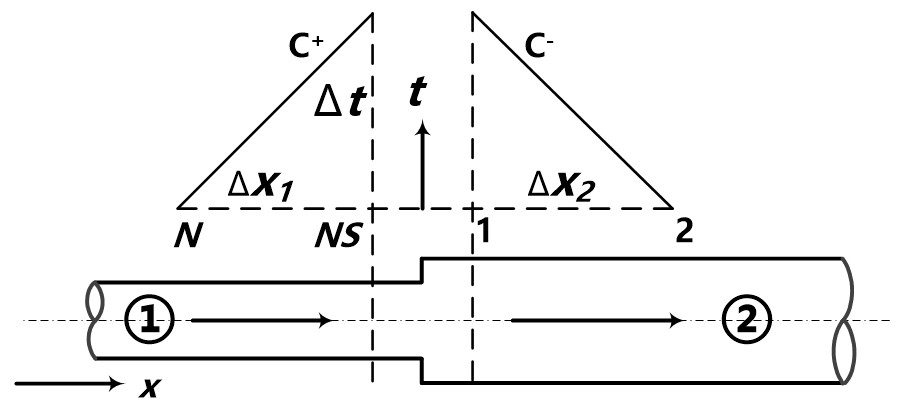 C⁺ C⁻
Δt t
Δx₁ Δx₂
N NS 1 2
① ②
x